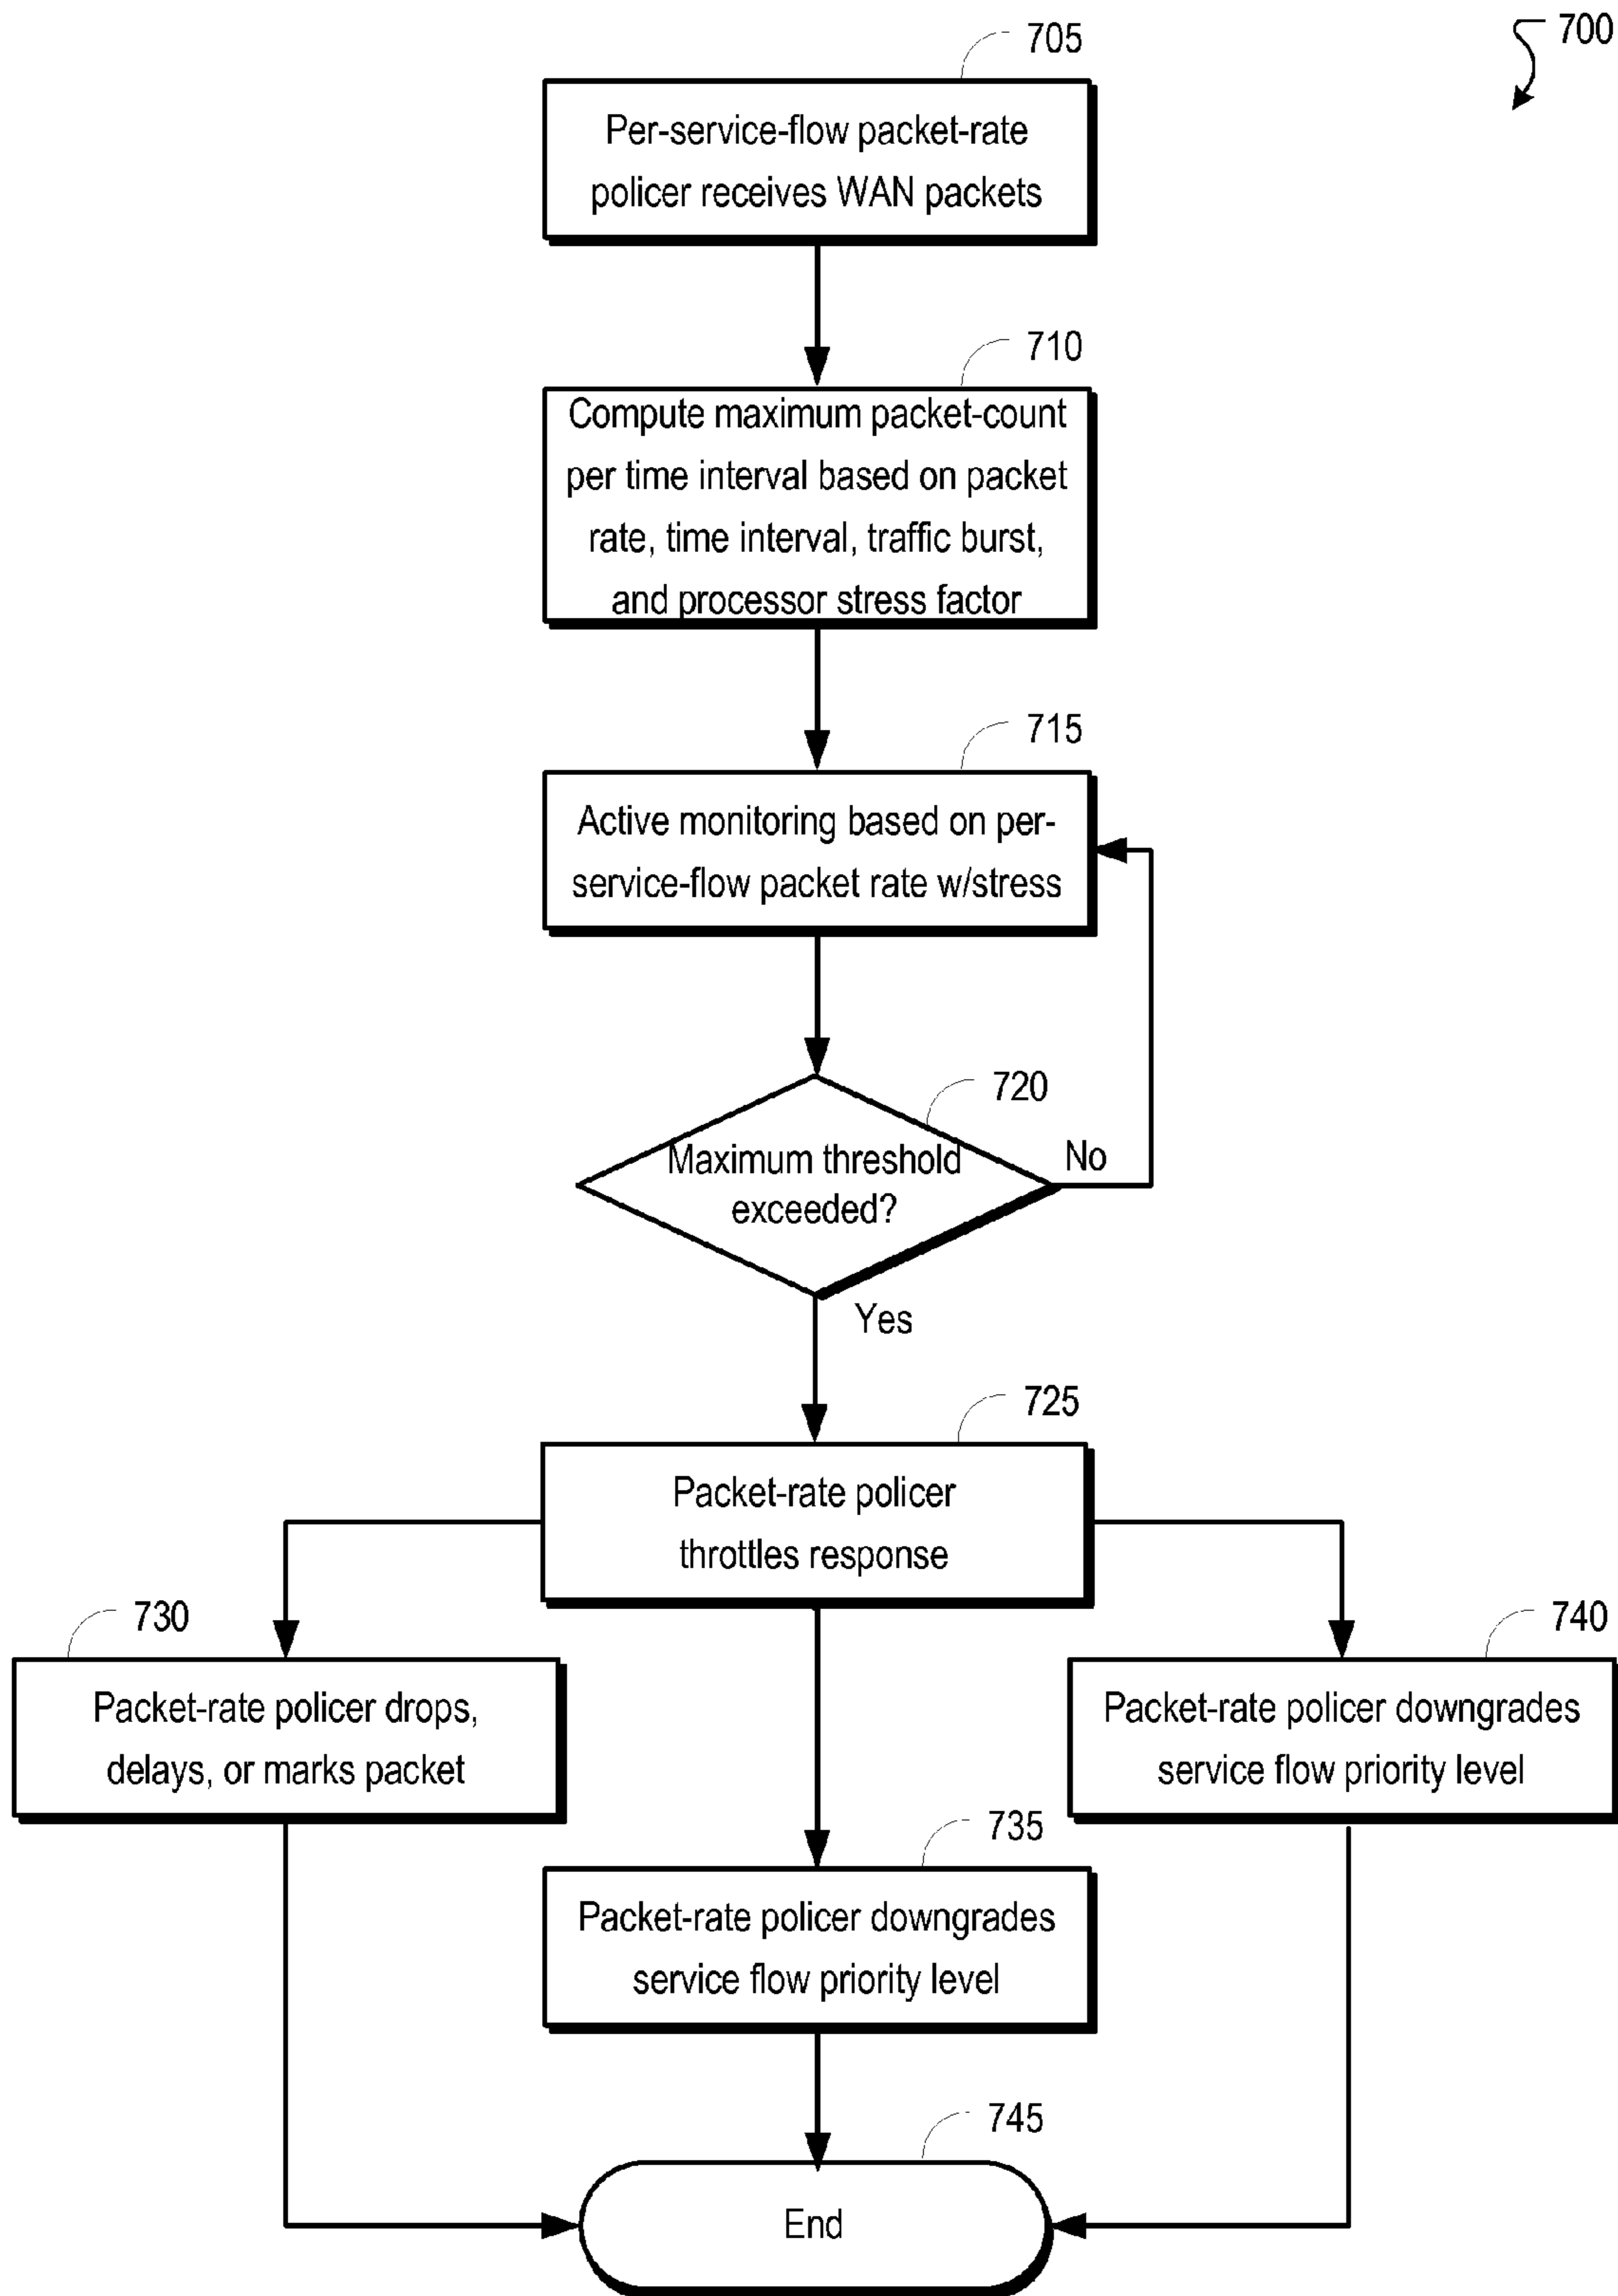 700
705
Per-service-flow packet-rate
policer receives WAN packets
710
Compute maximum packet-count
per time interval based on packet
rate, time interval, traffic burst,
and processor stress factor
715
Active monitoring based on per-
service-flow packet rate w/stress
720
Maximum threshold
exceeded?
No
Yes
725
Packet-rate policer
throttles response
730
Packet-rate policer drops,
delays, or marks packet
740
Packet-rate policer downgrades
service flow priority level
735
Packet-rate policer downgrades
service flow priority level
745
End